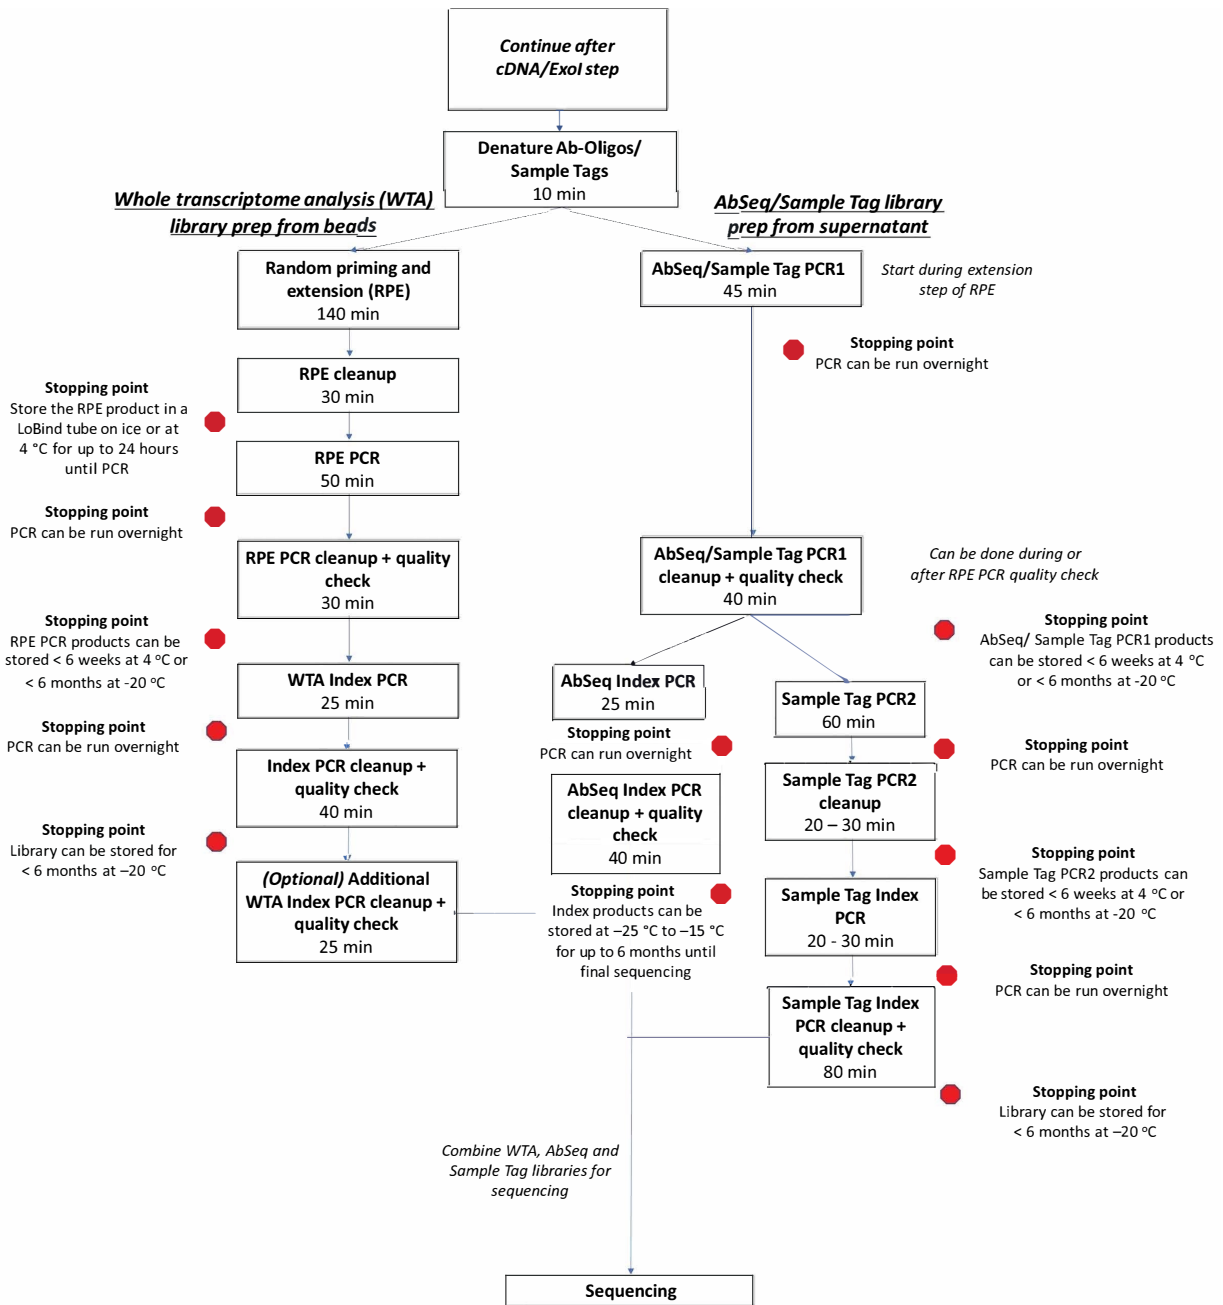 Continue after
cDNA/ExoI step
Denature Ab-Oligos/
Sample Tags
10 min
Whole transcriptome analysis (WTA)
library prep from beads
AbSeq/Sample Tag library
prep from supernatant
Random priming and
extension (RPE)
140 min
AbSeq/Sample Tag PCR1
45 min
Start during extension
step of RPE
Stopping point
PCR can be run overnight
RPE cleanup
30 min
Stopping point
Store the RPE product in a
LoBind tube on ice or at
4 °C for up to 24 hours
until PCR
RPE PCR
50 min
Stopping point
PCR can be run overnight
RPE PCR cleanup + quality
check
30 min
AbSeq/Sample Tag PCR1
cleanup + quality check
40 min
Can be done during or
after RPE PCR quality check
Stopping point
RPE PCR products can be
stored < 6 weeks at 4 °C or
< 6 months at -20 °C
Stopping point
AbSeq/ Sample Tag PCR1 products
can be stored < 6 weeks at 4 °C
or < 6 months at -20 °C
WTA Index PCR
25 min
AbSeq Index PCR
25 min
Sample Tag PCR2
60 min
Stopping point
PCR can be run overnight
Stopping point
PCR can run overnight
Stopping point
PCR can be run overnight
Index PCR cleanup +
quality check
40 min
AbSeq Index PCR
cleanup + quality
check
40 min
Sample Tag PCR2
cleanup
20 – 30 min
Stopping point
Library can be stored for
< 6 months at –20 °C
Stopping point
Sample Tag PCR2 products can
be stored < 6 weeks at 4 °C or
< 6 months at -20 °C
(Optional) Additional
WTA Index PCR cleanup +
quality check
25 min
Stopping point
Index products can be
stored at –25 °C to –15 °C
for up to 6 months until
final sequencing
Sample Tag Index
PCR
20 - 30 min
Stopping point
PCR can be run overnight
Sample Tag Index
PCR cleanup +
quality check
80 min
Stopping point
Library can be stored for
< 6 months at –20 °C
Combine WTA, AbSeq and
Sample Tag libraries for
sequencing
Sequencing